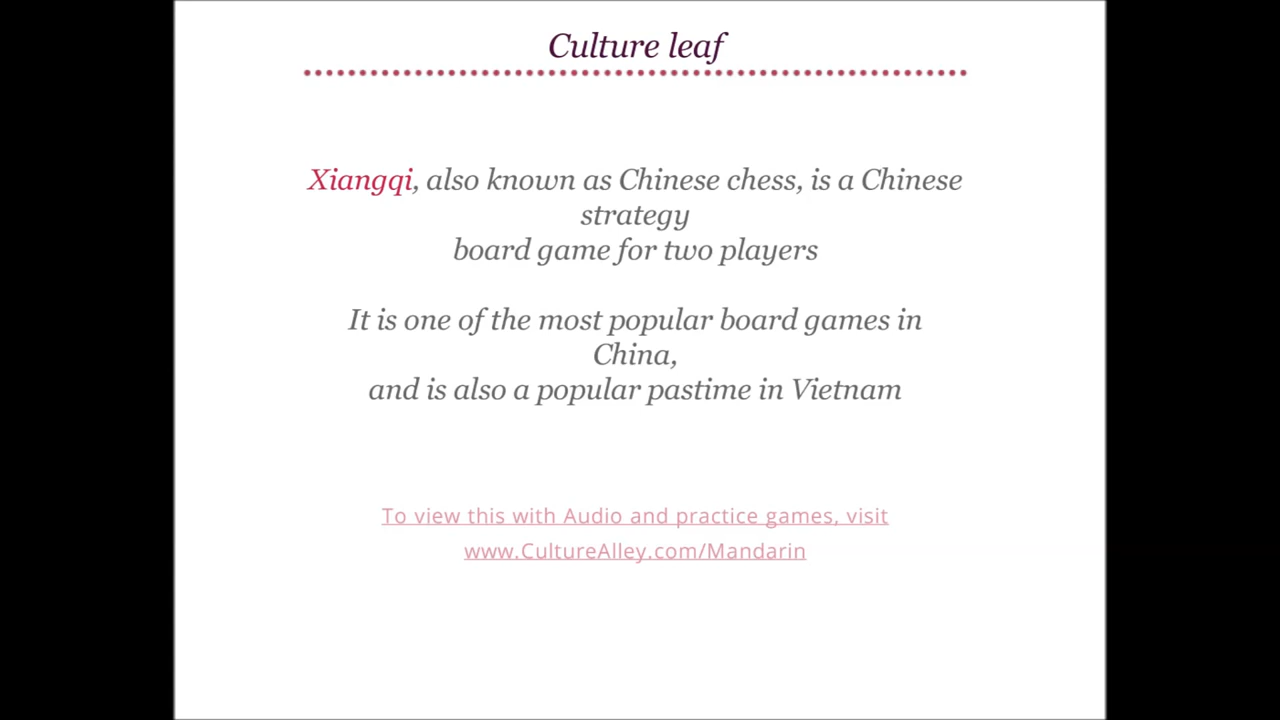 Culture leaf
Xiangqi, also known as Chinese chess, is a Chinese
strategy
board game for two players
It is one of the most popular board games in
China,
and is also a popular pastime in Vietnam
To view this with Audio and practice games, visit
www.CultureAlley.com/Mandarin